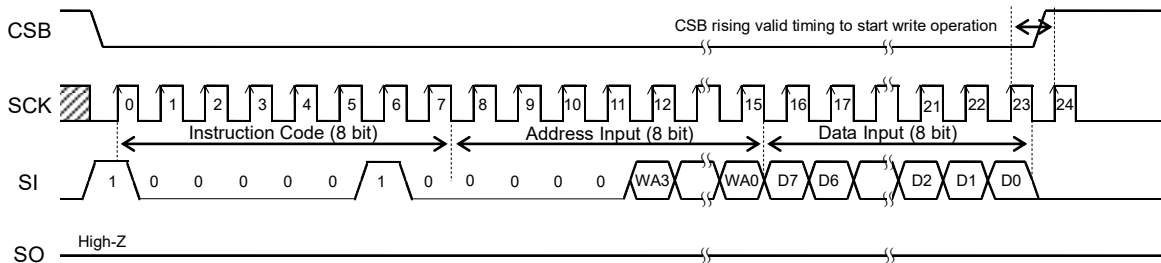 CSB
CSB rising valid timing to start write operation
SCK
0 1 2 3 4 5 6 7 8 9 10 11 12 15 16 17 21 22 23 24
Instruction Code (8 bit) Address Input (8 bit) Data Input (8 bit)
SI
1 0 0 0 0 0 1 0 0 0 0 0 WA3 WA0 D7 D6 D2 D1 D0
High-Z
SO